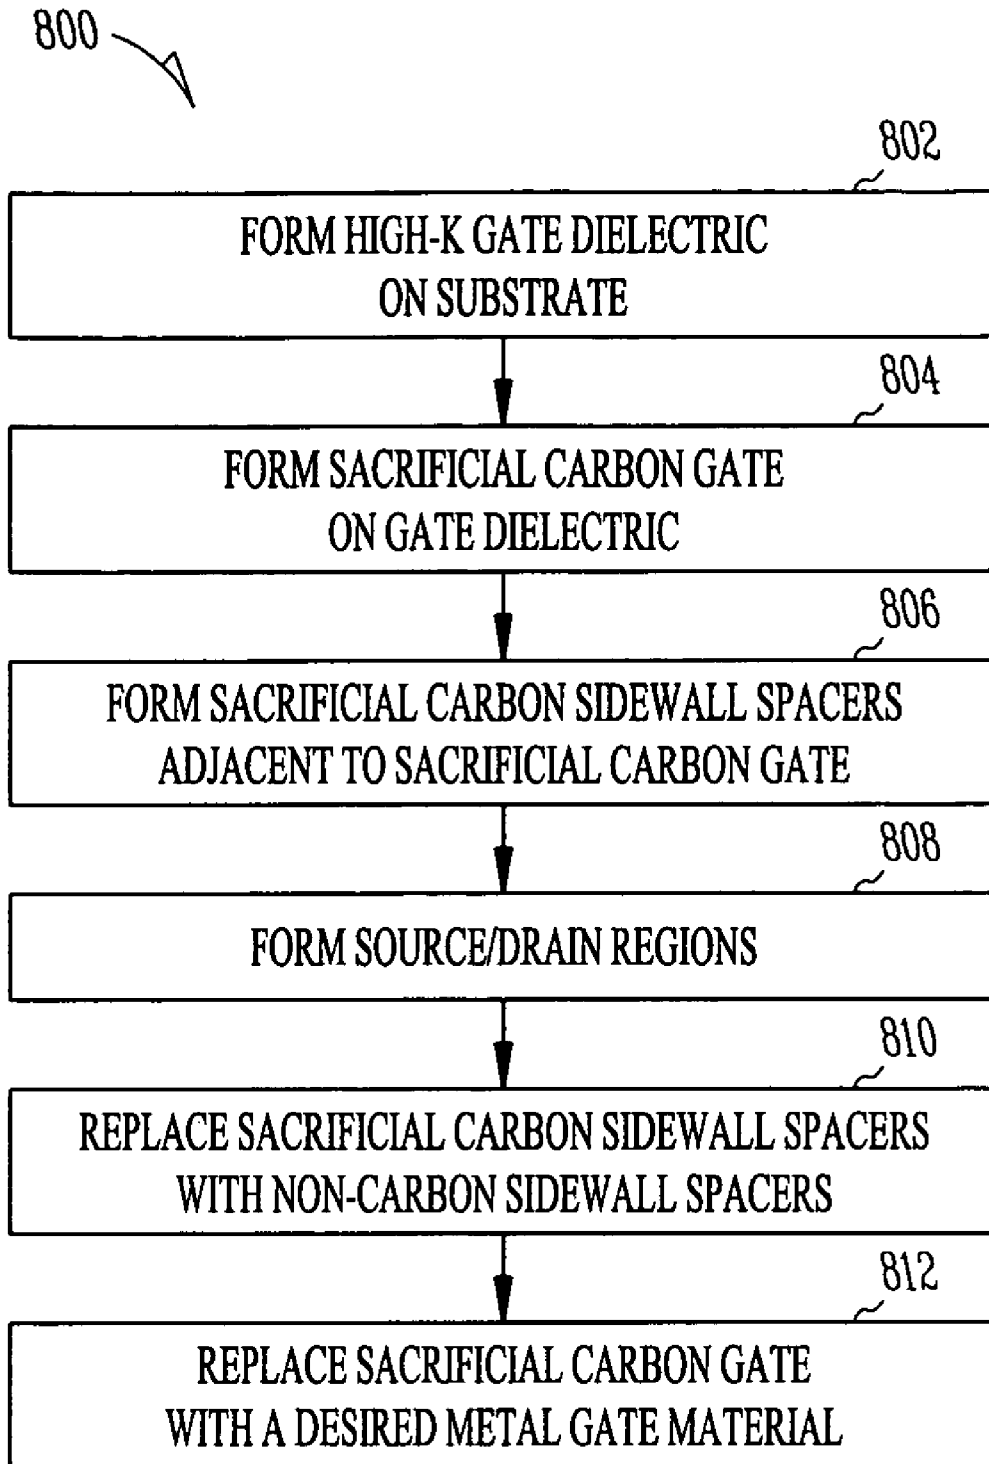 800
802
FORM HIGH-K GATE DIELECTRIC
ON SUBSTRATE
804
FORM SACRIFICIAL CARBON GATE
ON GATE DIELECTRIC
806
FORM SACRIFICIAL CARBON SIDEWALL SPACERS
ADJACENT TO SACRIFICIAL CARBON GATE
808
FORM SOURCE/DRAIN REGIONS
810
REPLACE SACRIFICIAL CARBON SIDEWALL SPACERS
WITH NON-CARBON SIDEWALL SPACERS
812
REPLACE SACRIFICIAL CARBON GATE
WITH A DESIRED METAL GATE MATERIAL